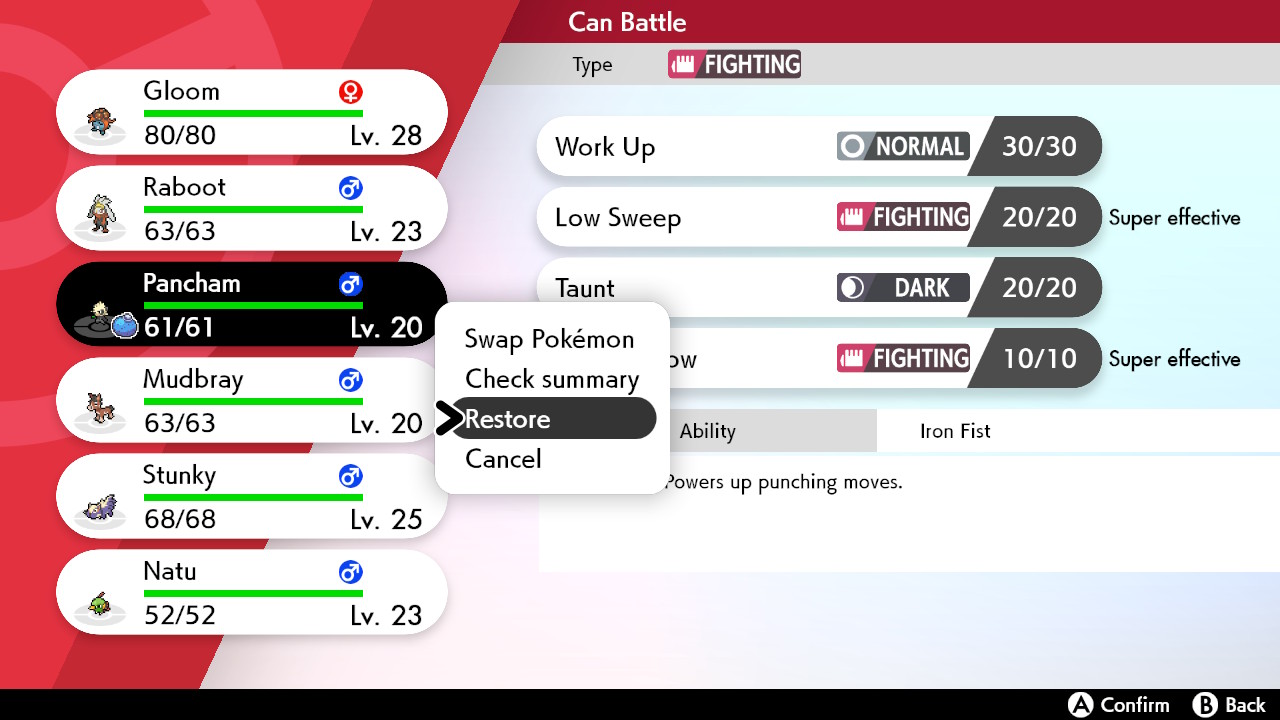 Can Battle
Type FIGHTING
Gloom ♀
80/80 Lv. 28
Raboot ♂
63/63 Lv. 23
Pancham ♂
61/61 Lv. 20
Mudbray ♂
63/63 Lv. 20
Stunky ♂
68/68 Lv. 25
Natu ♂
52/52 Lv. 23
Work Up NORMAL 30/30
Low Sweep FIGHTING 20/20 Super effective
Taunt DARK 20/20
FIGHTING 10/10 Super effective
Swap Pokémon
Check summary
Restore
Cancel
Ability Iron Fist
Powers up punching moves.
A Confirm B Back